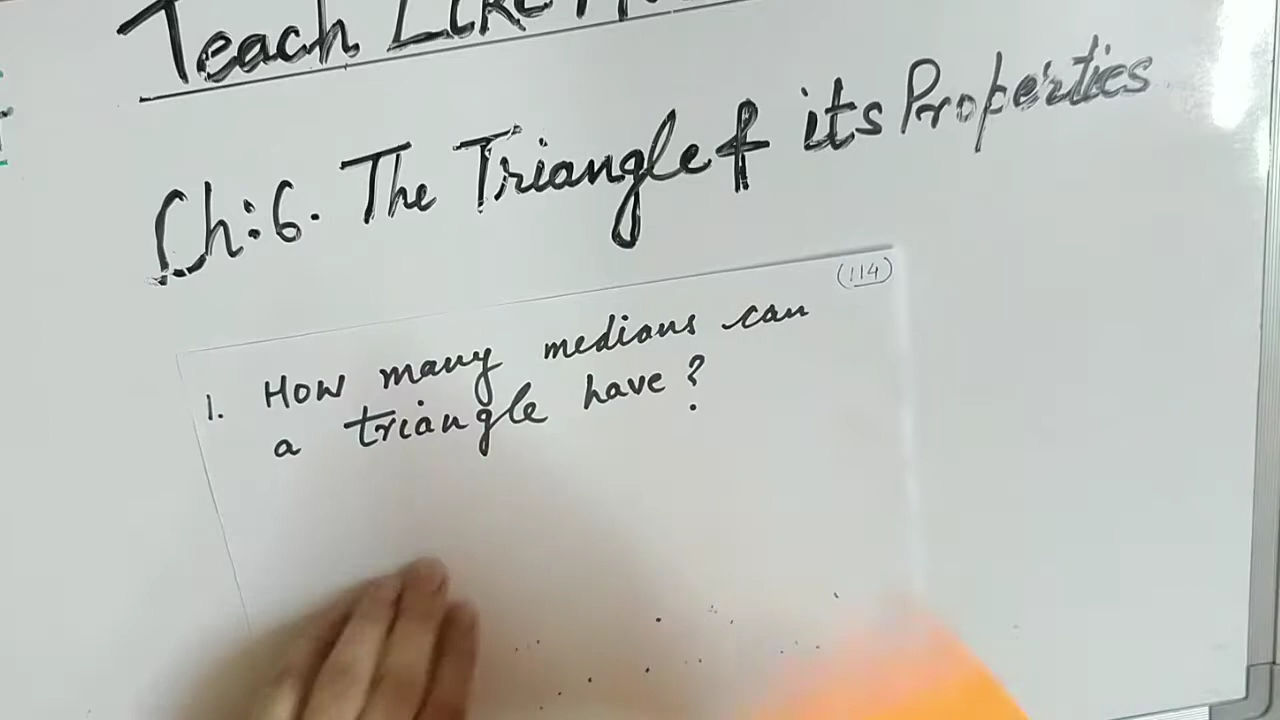 Teach
Ch:6. The Triangle & its Properties
(114)
1. How many medians can
a triangle have?